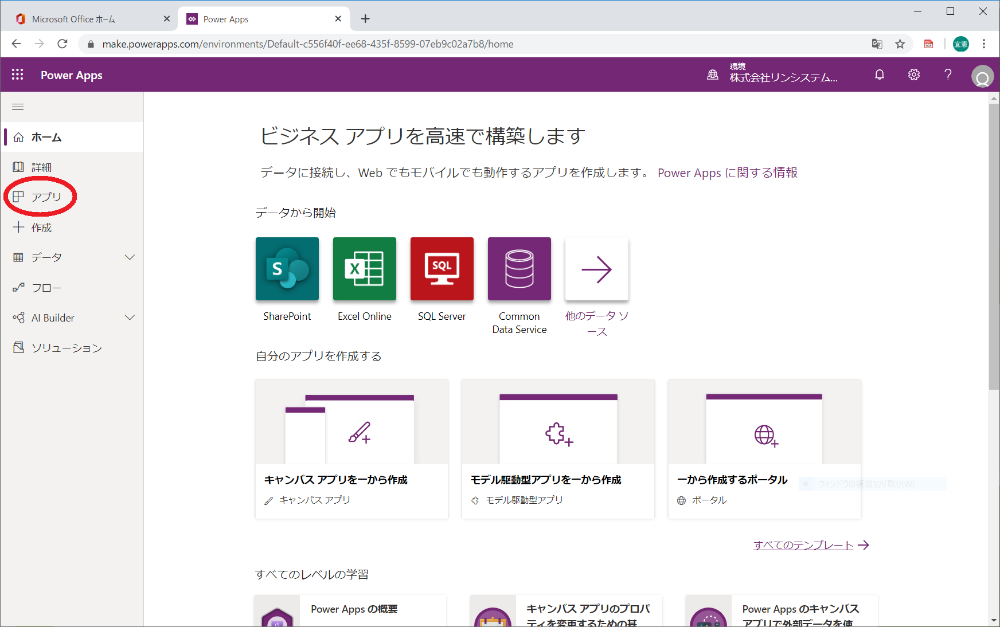 Microsoft Office ホーム
Power Apps
make.powerapps.com/environments/Default-c556f40f-ee68-435f-8599-07eb9c02a7b8/home
PDF
OCR
宜憲
Power Apps
環境
株式会社リンシステム...
ホーム
詳細
アプリ
作成
データ
フロー
AI Builder
ソリューション
ビジネス アプリを高速で構築します
データに接続し、Web でもモバイルでも動作するアプリを作成します。 Power Apps に関する情報
データから開始
S
X
SQL
SharePoint
Excel Online
SQL Server
Common
Data Service
他のデータ ソ
ース
自分のアプリを作成する
キャンバス アプリを一から作成
キャンバス アプリ
モデル駆動型アプリを一から作成
モデル駆動型アプリ
一から作成するポータル
ポータル
ウィンドウの領域切り取り(W)
すべてのテンプレート
すべてのレベルの学習
Power Apps の概要
キャンバス アプリのプロパ
ティを変更するための基
Power Apps のキャンバス
アプリで外部データを使